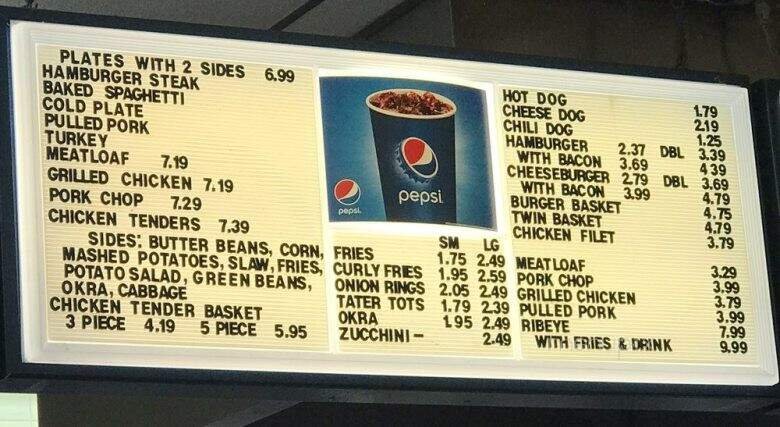 PLATES WITH 2 SIDES 6.99
HAMBURGER STEAK
BAKED SPAGHETTI
COLD PLATE
PULLED PORK
TURKEY
MEATLOAF 7.19
GRILLED CHICKEN 7.19
PORK CHOP 7.29
CHICKEN TENDERS 7.39
SIDES: BUTTER BEANS, CORN,
MASHED POTATOES, SLAW, FRIES,
POTATO SALAD, GREEN BEANS,
OKRA, CABBAGE
CHICKEN TENDER BASKET
3 PIECE 4.19 5 PIECE 5.95
pepsi
pepsi
SM LG
FRIES 1.75 2.49
CURLY FRIES 1.95 2.59
ONION RINGS 2.05 2.49
TATER TOTS 1.79 2.39
OKRA 1.95 2.49
ZUCCHINI - 2.49
HOT DOG 1.79
CHEESE DOG 2.19
CHILI DOG 1.25
HAMBURGER 2.37 DBL 3.39
WITH BACON 3.69 4 39
CHEESEBURGER 2.79 DBL 3.69
WITH BACON 3.99 4.79
BURGER BASKET 4.75
TWIN BASKET 4.79
CHICKEN FILET 3.79
MEATLOAF 3.29
PORK CHOP 3.99
GRILLED CHICKEN 3.79
PULLED PORK 3.99
RIBEYE 7.99
WITH FRIES & DRINK 9.99